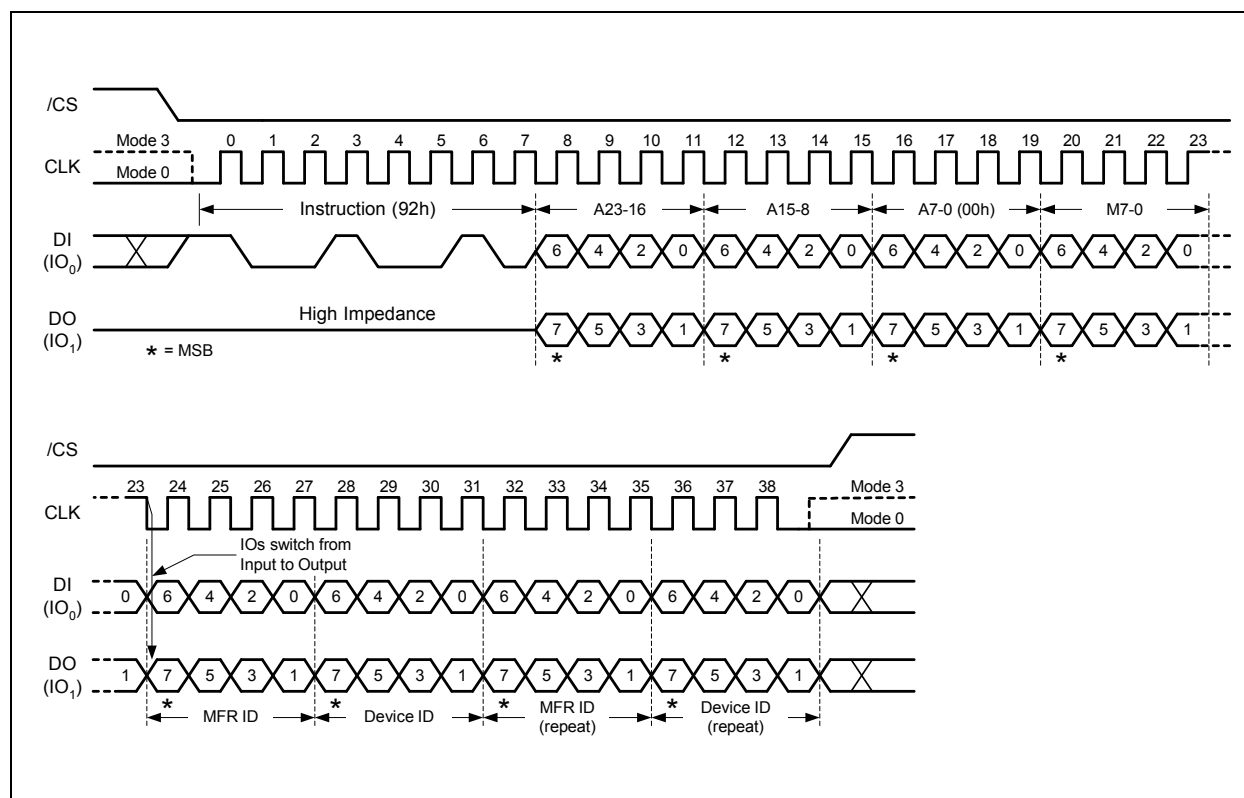 /CS
Mode 3 0 1 2 3 4 5 6 7 8 9 10 11 12 13 14 15 16 17 18 19 20 21 22 23
CLK
Mode 0
Instruction (92h) A23-16 A15-8 A7-0 (00h) M7-0
DI
(IO0) 6 4 2 0 6 4 2 0 6 4 2 0 6 4 2 0
High Impedance
DO
(IO1) 7 5 3 1 7 5 3 1 7 5 3 1 7 5 3 1
* = MSB * * * *
/CS
23 24 25 26 27 28 29 30 31 32 33 34 35 36 37 38 Mode 3
CLK
Mode 0
IOs switch from
Input to Output
DI
(IO0) 0 6 4 2 0 6 4 2 0 6 4 2 0 6 4 2 0
DO
(IO1) 1 7 5 3 1 7 5 3 1 7 5 3 1 7 5 3 1
* * * *
MFR ID Device ID MFR ID
(repeat) Device ID
(repeat)